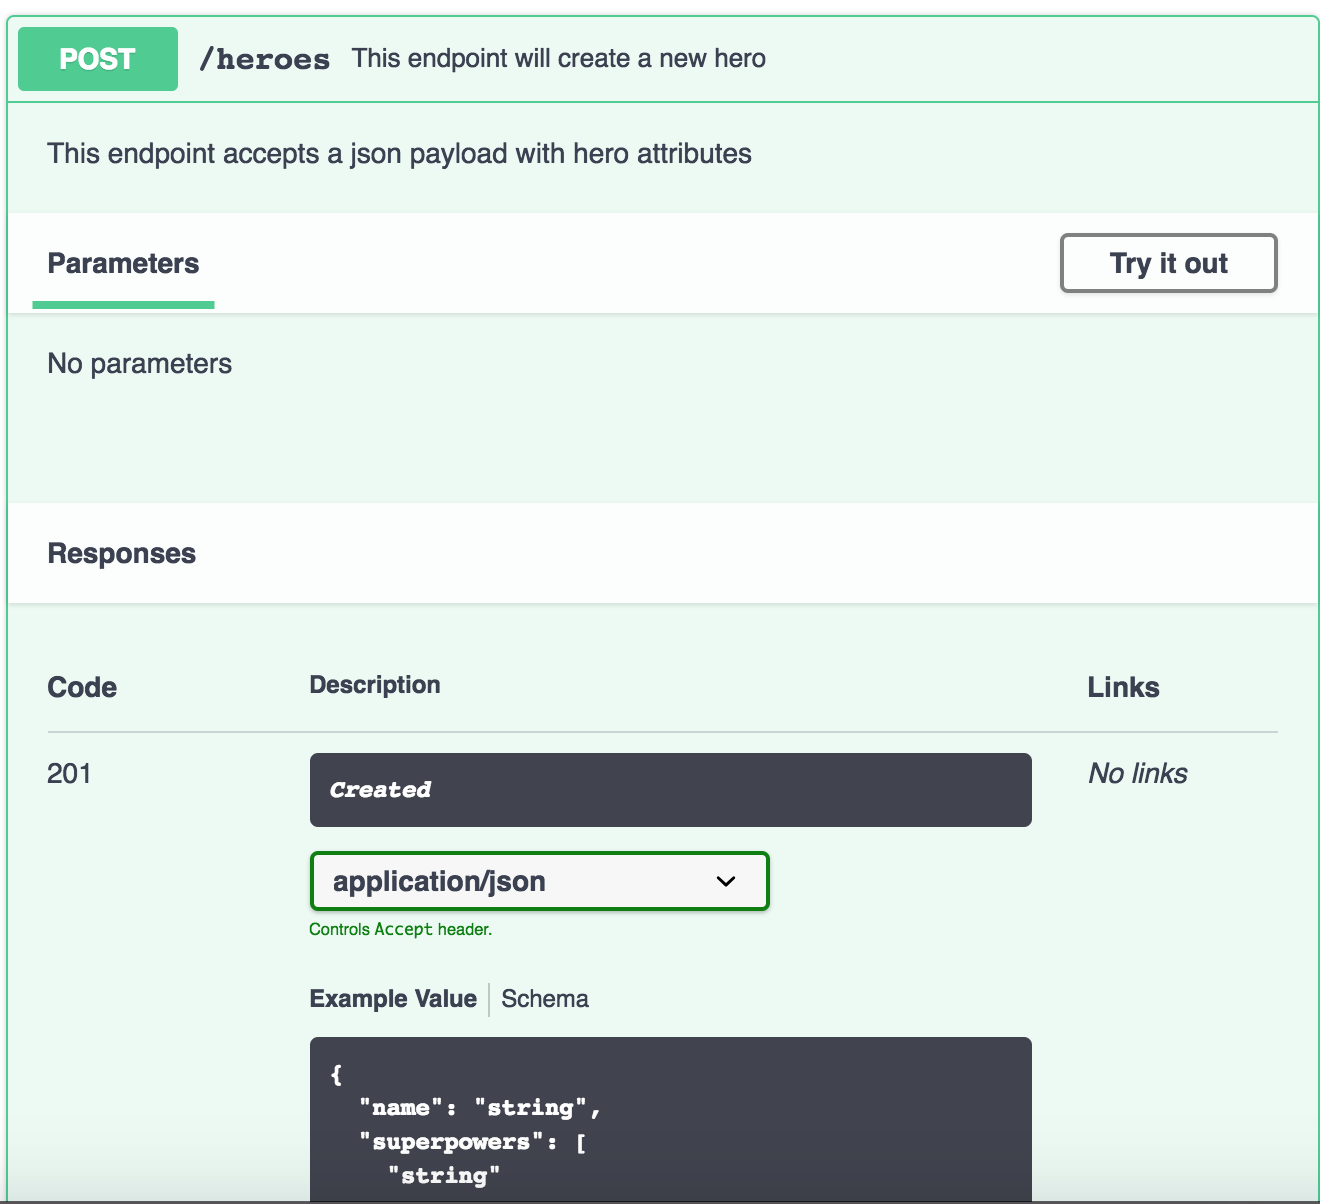 POST /heroes This endpoint will create a new hero
This endpoint accepts a json payload with hero attributes
Parameters Try it out
No parameters
Responses
Code Description Links
201 Created No links
application/json
Controls Accept header.
Example Value Schema
{
  "name": "string",
  "superpowers": [
    "string"